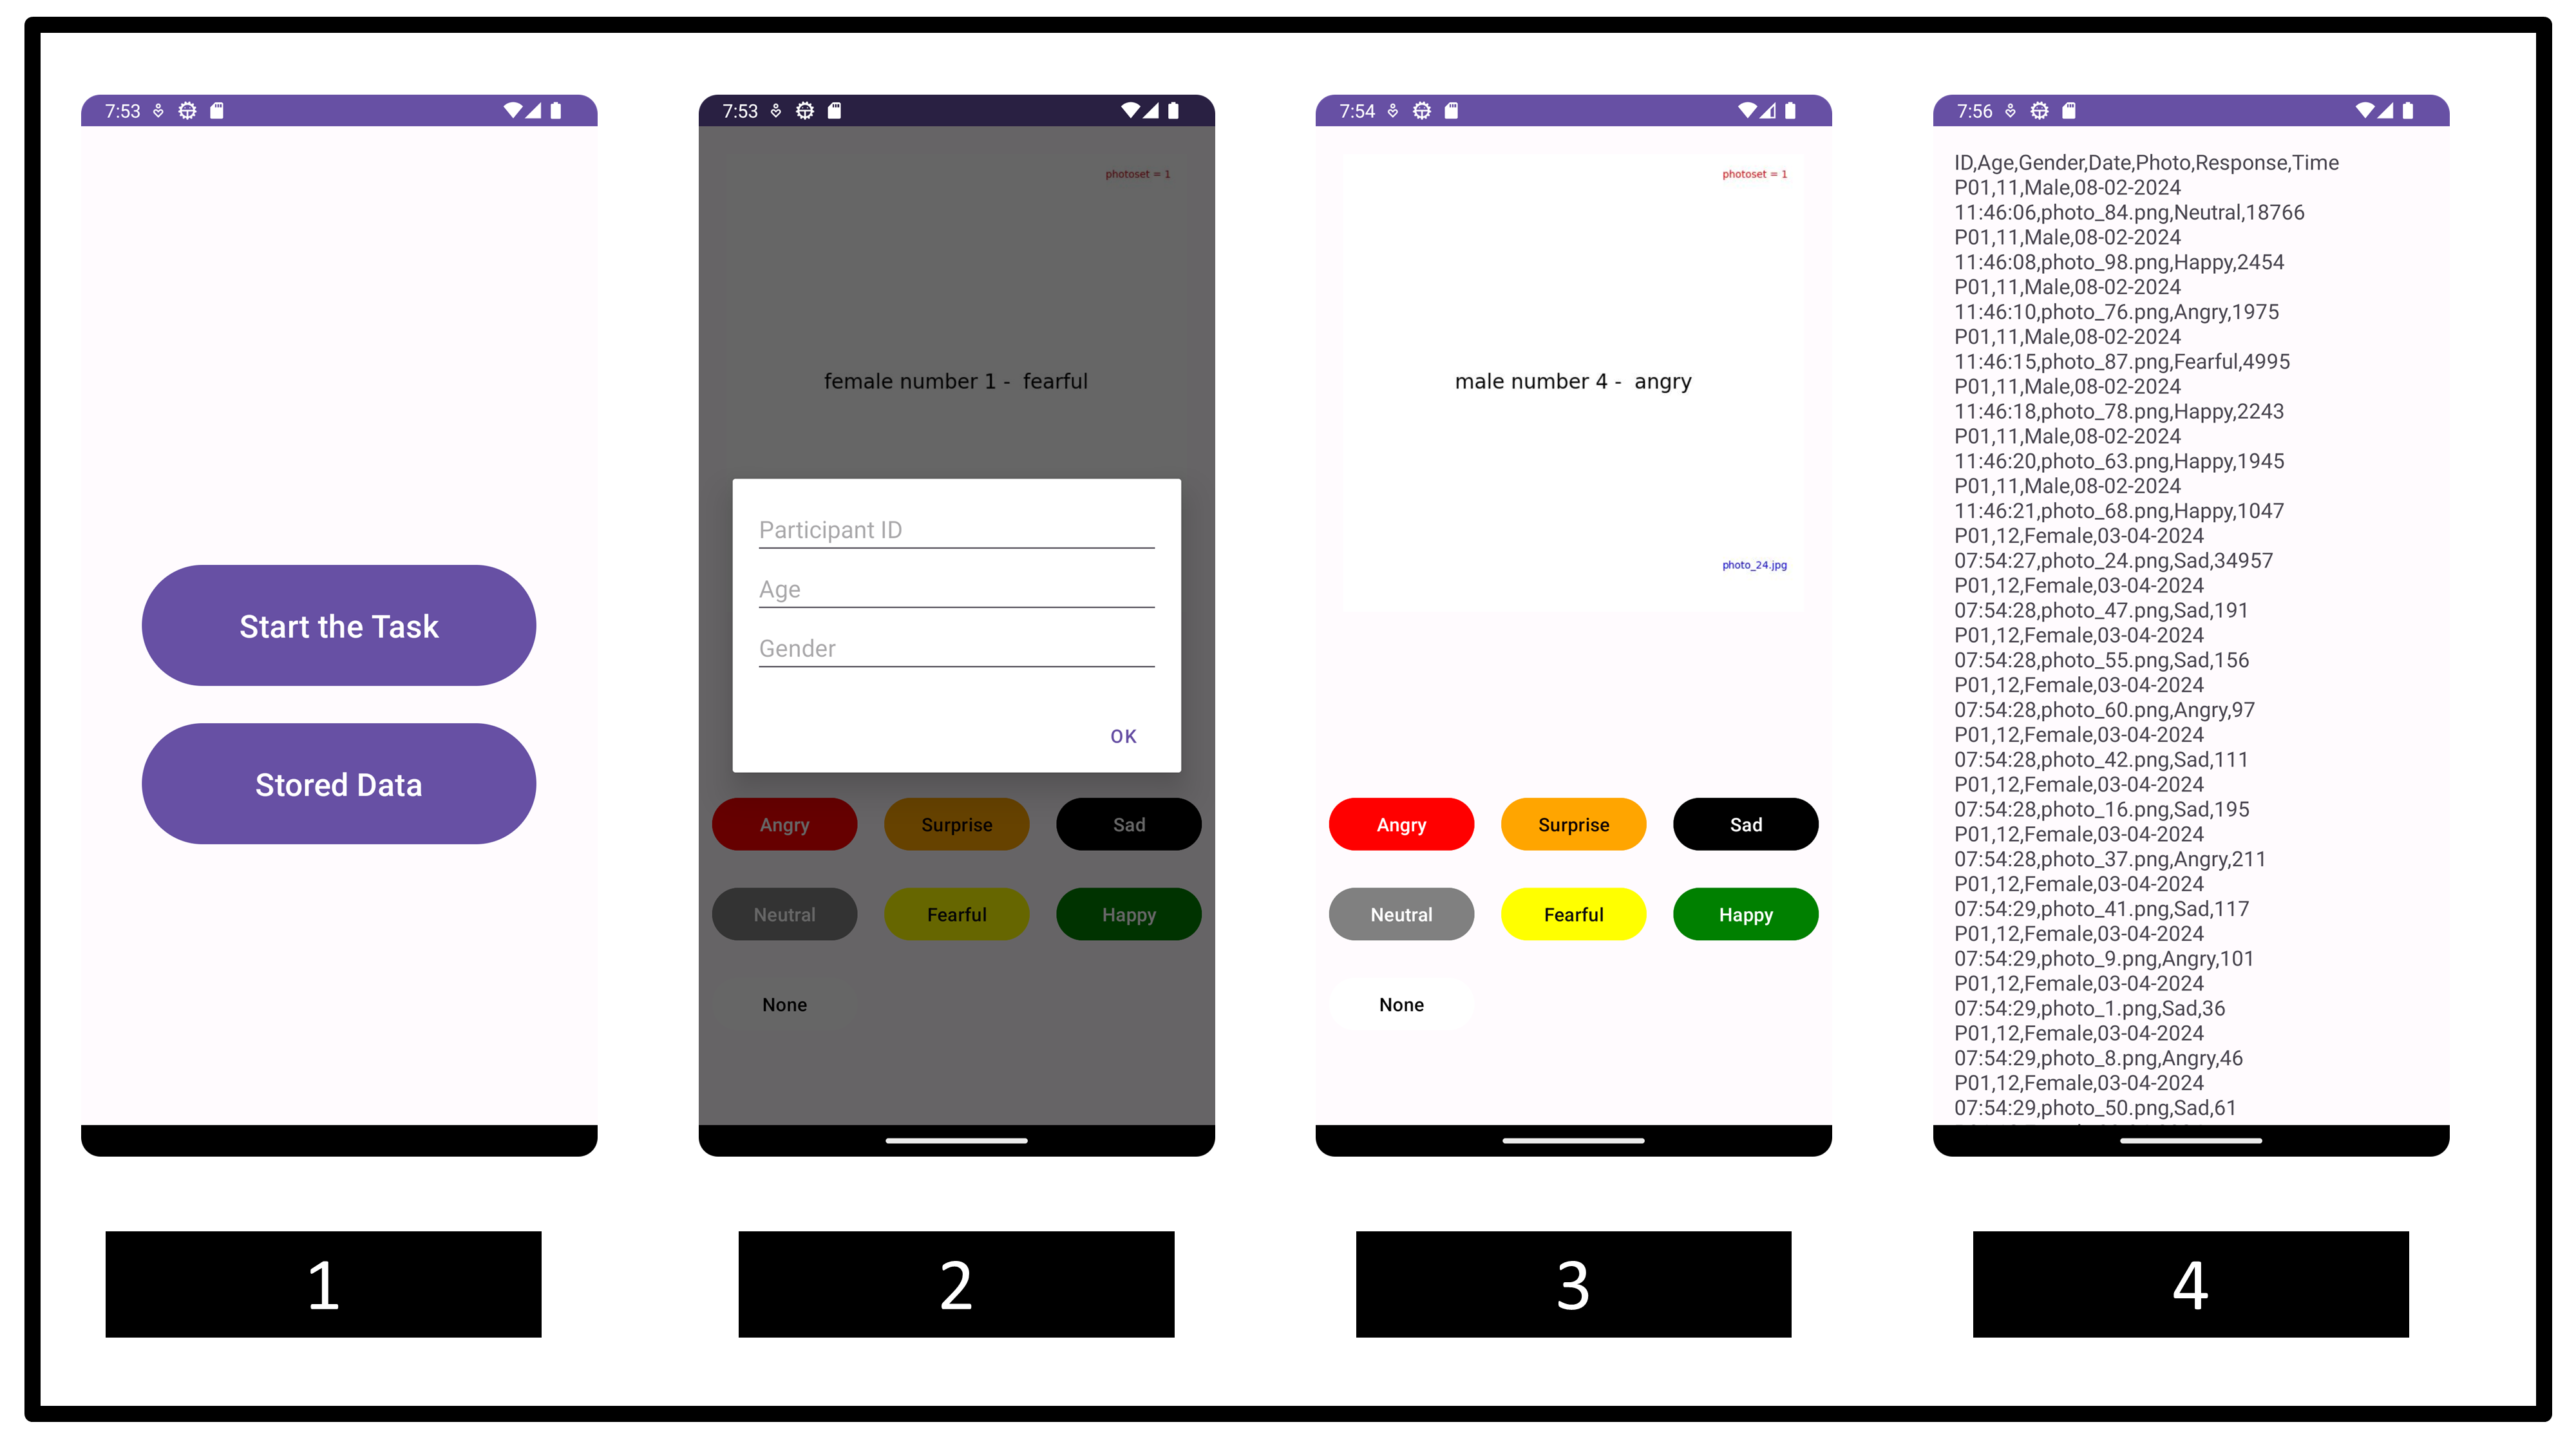 7:53
Start the Task
Stored Data
1
7:53
photoset = 1
female number 1 -  fearful
Participant ID
Age
Gender
OK
Angry
Surprise
Sad
Neutral
Fearful
Happy
None
2
7:54
photoset = 1
male number 4 -  angry
photo_24.jpg
Angry
Surprise
Sad
Neutral
Fearful
Happy
None
3
7:56
ID,Age,Gender,Date,Photo,Response,Time
P01,11,Male,08-02-2024
11:46:06,photo_84.png,Neutral,18766
P01,11,Male,08-02-2024
11:46:08,photo_98.png,Happy,2454
P01,11,Male,08-02-2024
11:46:10,photo_76.png,Angry,1975
P01,11,Male,08-02-2024
11:46:15,photo_87.png,Fearful,4995
P01,11,Male,08-02-2024
11:46:18,photo_78.png,Happy,2243
P01,11,Male,08-02-2024
11:46:20,photo_63.png,Happy,1945
P01,11,Male,08-02-2024
11:46:21,photo_68.png,Happy,1047
P01,12,Female,03-04-2024
07:54:27,photo_24.png,Sad,34957
P01,12,Female,03-04-2024
07:54:28,photo_47.png,Sad,191
P01,12,Female,03-04-2024
07:54:28,photo_55.png,Sad,156
P01,12,Female,03-04-2024
07:54:28,photo_60.png,Angry,97
P01,12,Female,03-04-2024
07:54:28,photo_42.png,Sad,111
P01,12,Female,03-04-2024
07:54:28,photo_16.png,Sad,195
P01,12,Female,03-04-2024
07:54:28,photo_37.png,Angry,211
P01,12,Female,03-04-2024
07:54:29,photo_41.png,Sad,117
P01,12,Female,03-04-2024
07:54:29,photo_9.png,Angry,101
P01,12,Female,03-04-2024
07:54:29,photo_1.png,Sad,36
P01,12,Female,03-04-2024
07:54:29,photo_8.png,Angry,46
P01,12,Female,03-04-2024
07:54:29,photo_50.png,Sad,61
4